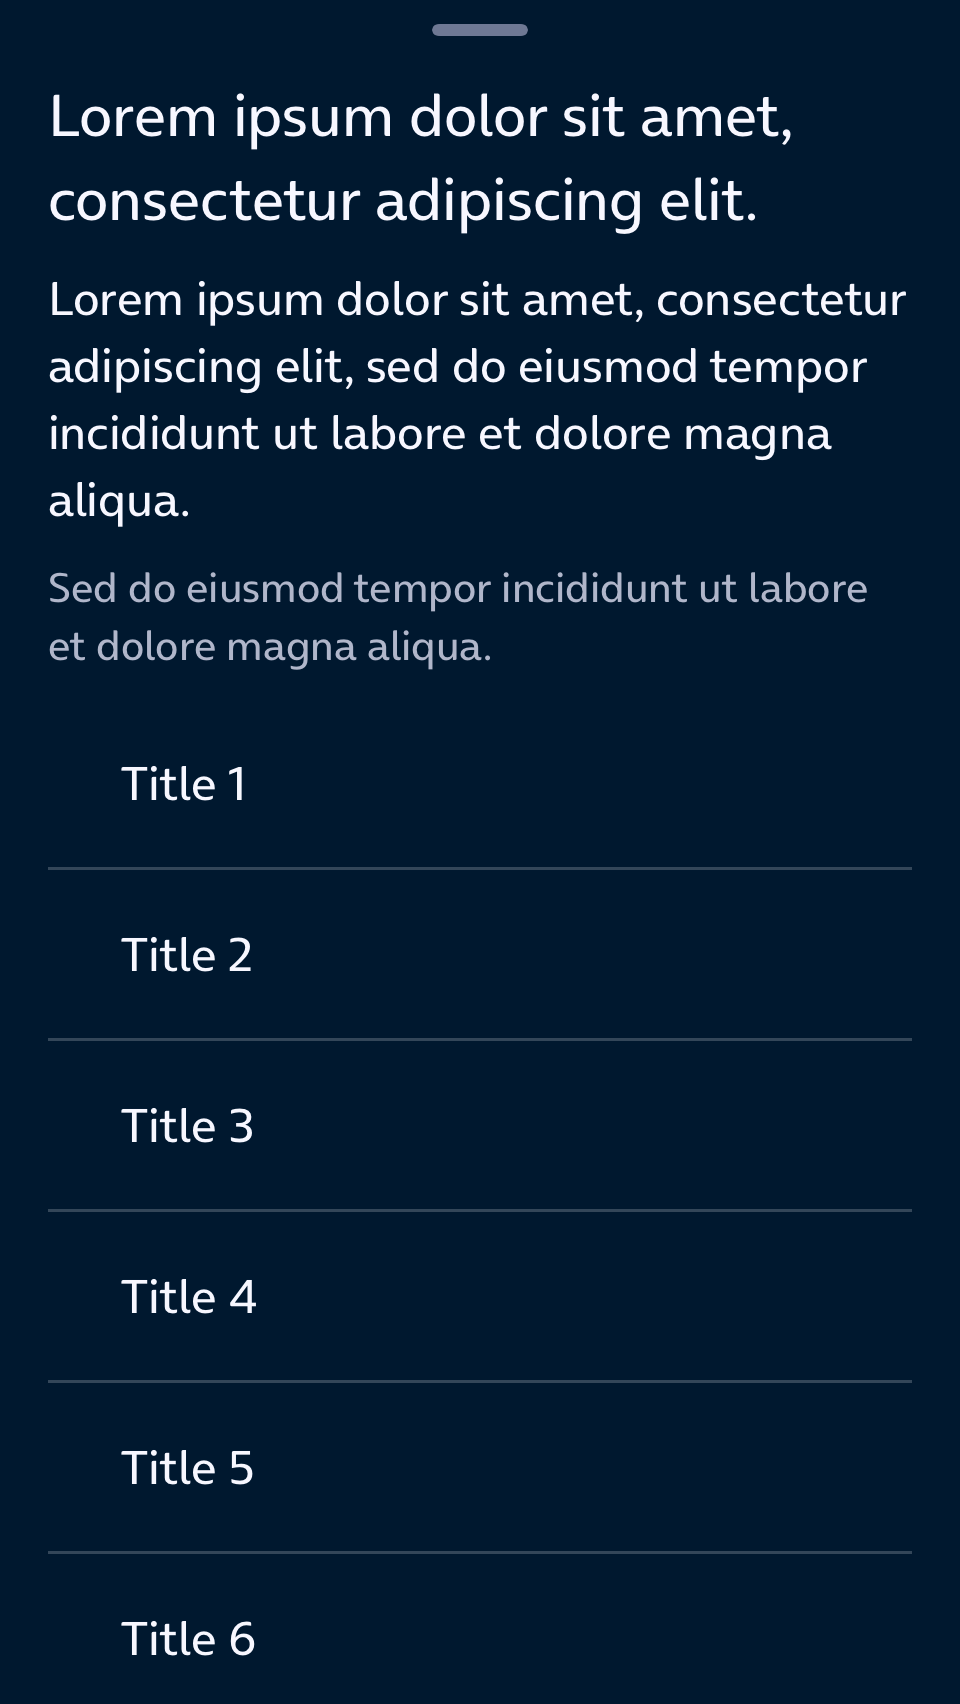 Lorem ipsum dolor sit amet,
consectetur adipiscing elit.
Lorem ipsum dolor sit amet, consectetur
adipiscing elit, sed do eiusmod tempor
incididunt ut labore et dolore magna
aliqua.
Sed do eiusmod tempor incididunt ut labore
et dolore magna aliqua.
Title 1
Title 2
Title 3
Title 4
Title 5
Title 6